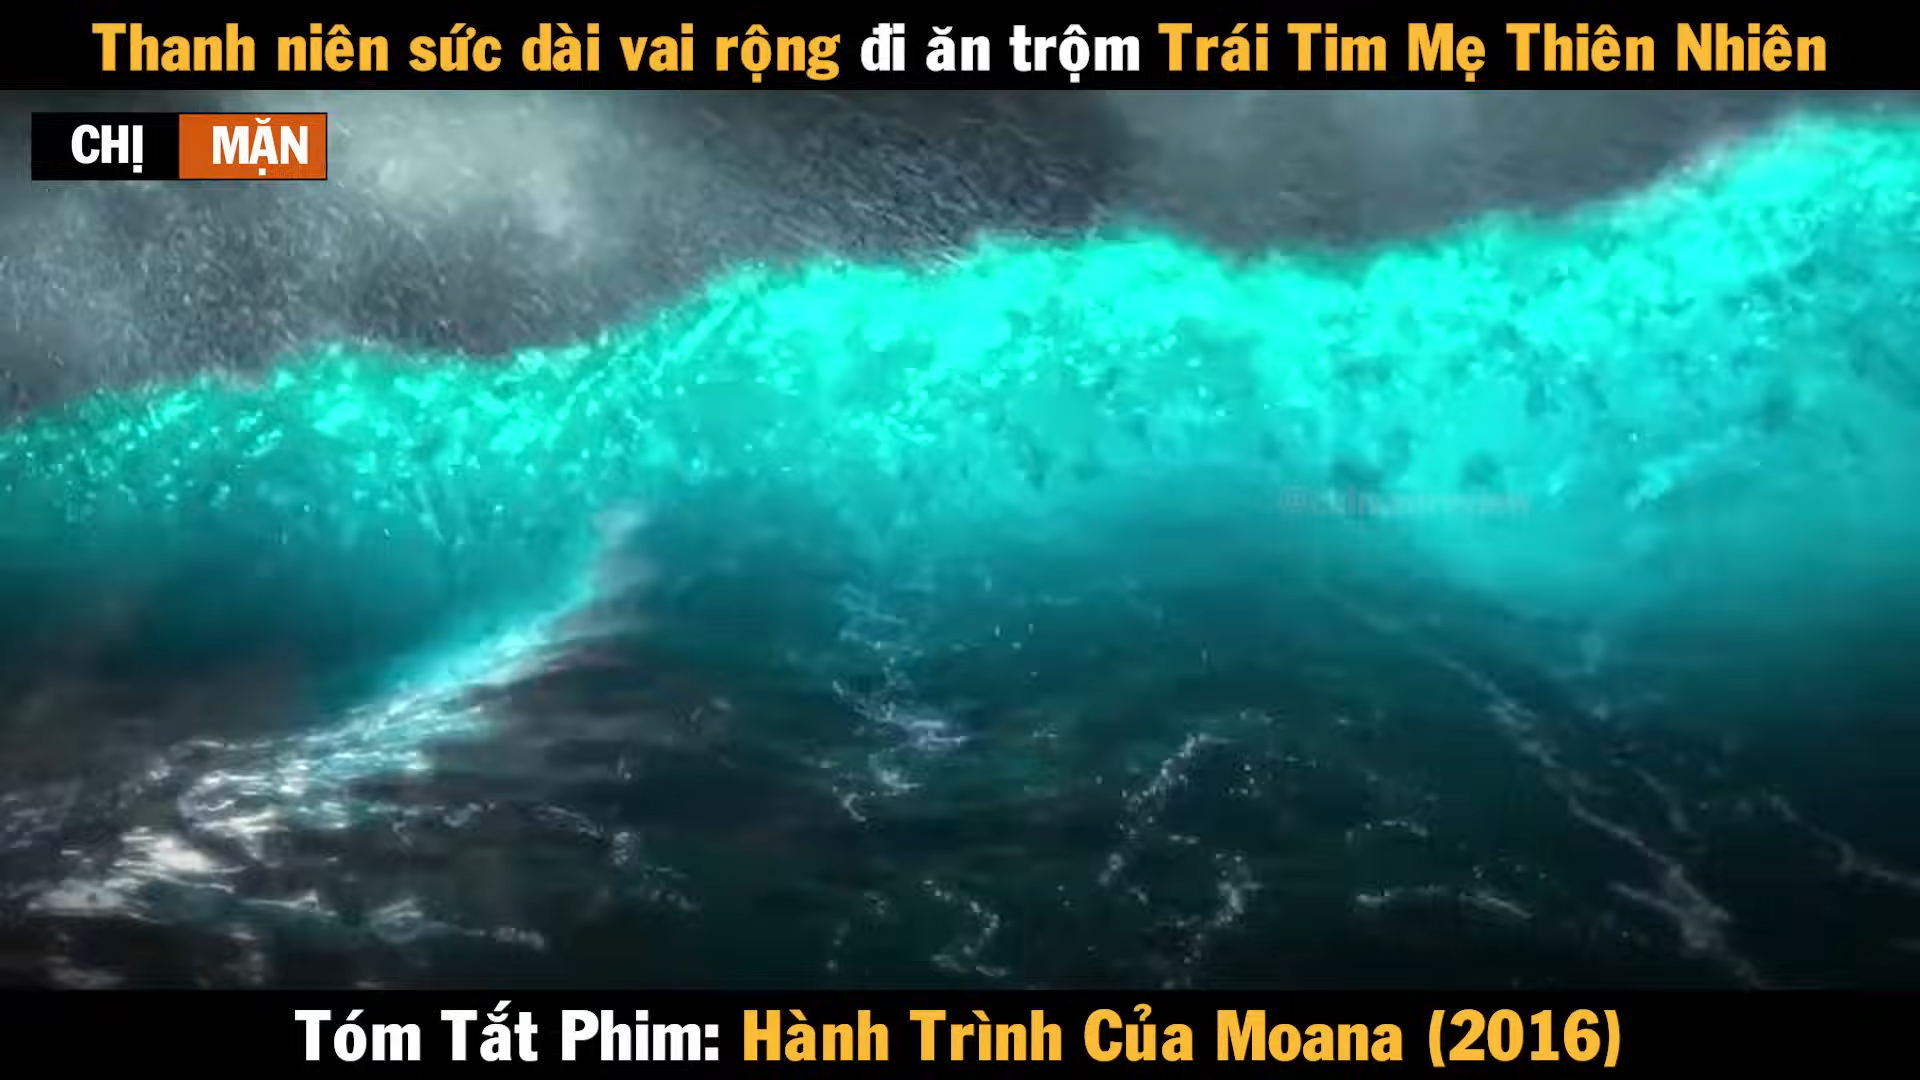 Thanh niên sức dài vai rộng đi ăn trộm Trái Tim Mẹ Thiên Nhiên
CHỊ MẶN
Tóm Tắt Phim: Hành Trình Của Moana (2016)